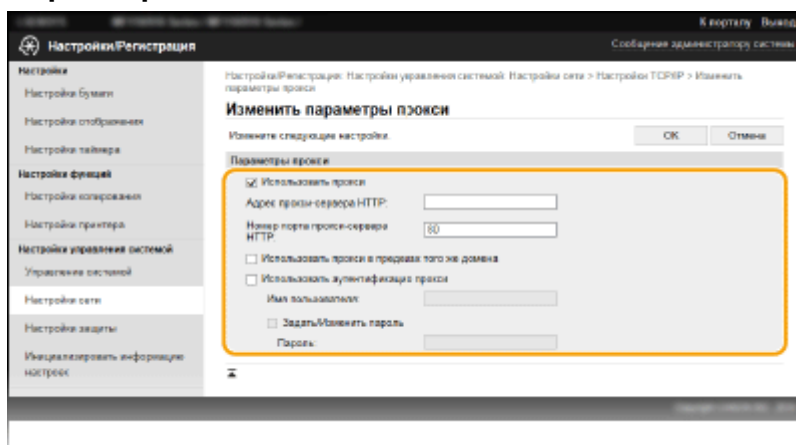 К порталу Выход
Настройки/Регистрация
Сообщение администратору системы
Настройки
Настройки бумаги
Настройки отображения
Настройки таймера
Настройки функций
Настройки копирования
Настройки принтера
Настройки управления системой
Управление системой
Настройки сети
Настройки защиты
Инициализировать информацию
настроек
Настройки/Регистрация: Настройки управления системой: Настройки сети > Настройки TCP/IP > Изменить
параметры прокси
Изменить параметры прокси
Измените следующие настройки.
OK
Отмена
Параметры прокси
Использовать прокси
Адрес прокси-сервера HTTP:
Номер порта прокси-сервера
HTTP:
80
Использовать прокси в пределах того же домена
Использовать аутентификацию прокси
Имя пользователя:
Задать/Изменить пароль
Пароль: